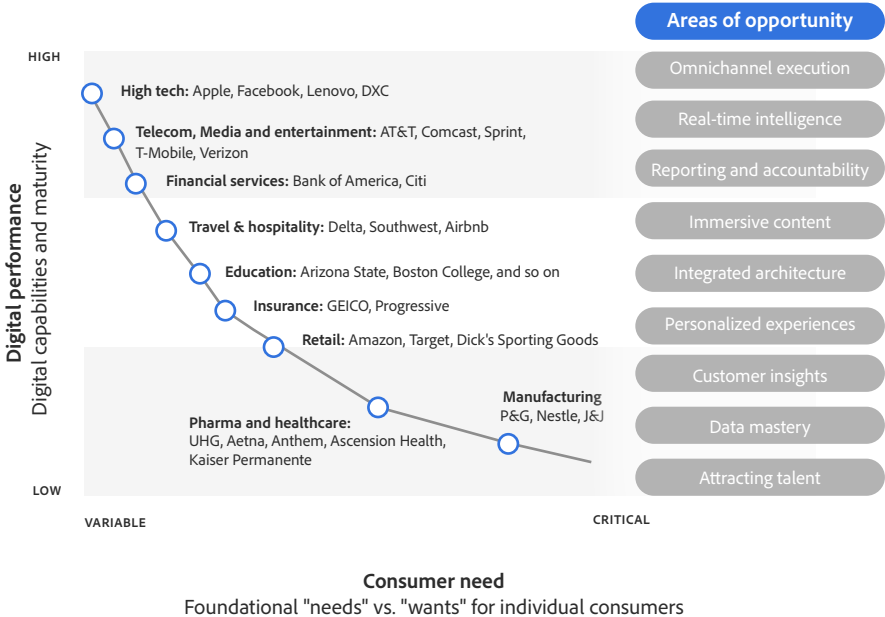 Areas of opportunity
HIGH
Omnichannel execution
High tech: Apple, Facebook, Lenovo, DXC
Real-time intelligence
Telecom, Media and entertainment: AT&T, Comcast, Sprint,
T-Mobile, Verizon
Reporting and accountability
Financial services: Bank of America, Citi
Immersive content
Travel & hospitality: Delta, Southwest, Airbnb
Integrated architecture
Education: Arizona State, Boston College, and so on
Insurance: GEICO, Progressive
Personalized experiences
Retail: Amazon, Target, Dick's Sporting Goods
Customer insights
Manufacturing
P&G, Nestle, J&J
Pharma and healthcare:
UHG, Aetna, Anthem, Ascension Health,
Kaiser Permanente
Data mastery
Attracting talent
LOW
Digital performance
Digital capabilities and maturity
VARIABLE
CRITICAL
Consumer need
Foundational "needs" vs. "wants" for individual consumers